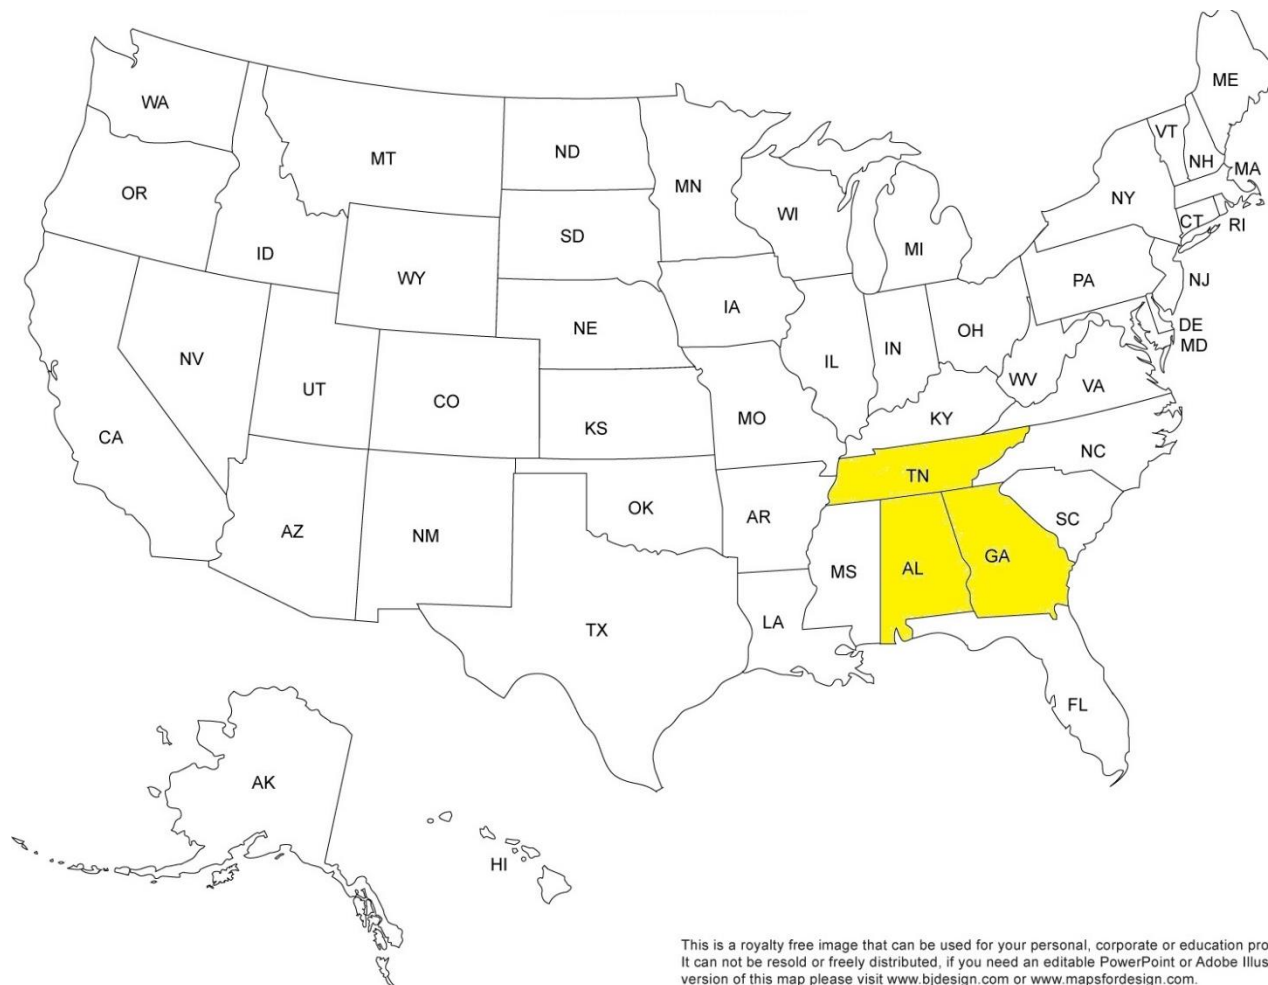 WA
MT
ND
MN
OR
ID
WY
SD
WI
MI
ME
VT
NH
MA
NY
CT
RI
PA
NJ
NV
UT
CO
NE
IA
IL
IN
OH
DE
MD
WV
VA
CA
KS
MO
KY
NC
TN
AZ
NM
OK
AR
SC
MS
AL
GA
TX
LA
FL
AK
HI
This is a royalty free image that can be used for your personal, corporate or education pro
It can not be resold or freely distributed, if you need an editable PowerPoint or Adobe Illus
version of this map please visit www.bjdesign.com or www.mapsfordesign.com.